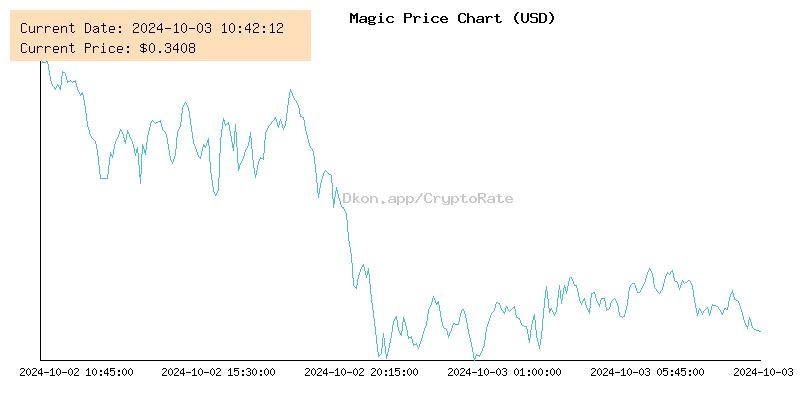 Magic Price Chart (USD)
Current Date: 2024-10-03 10:42:12
Current Price: $0.3408
Dkon.app/CryptoRate
2024-10-02 10:45:00 2024-10-02 15:30:00 2024-10-02 20:15:00 2024-10-03 01:00:00 2024-10-03 05:45:00 2024-10-03